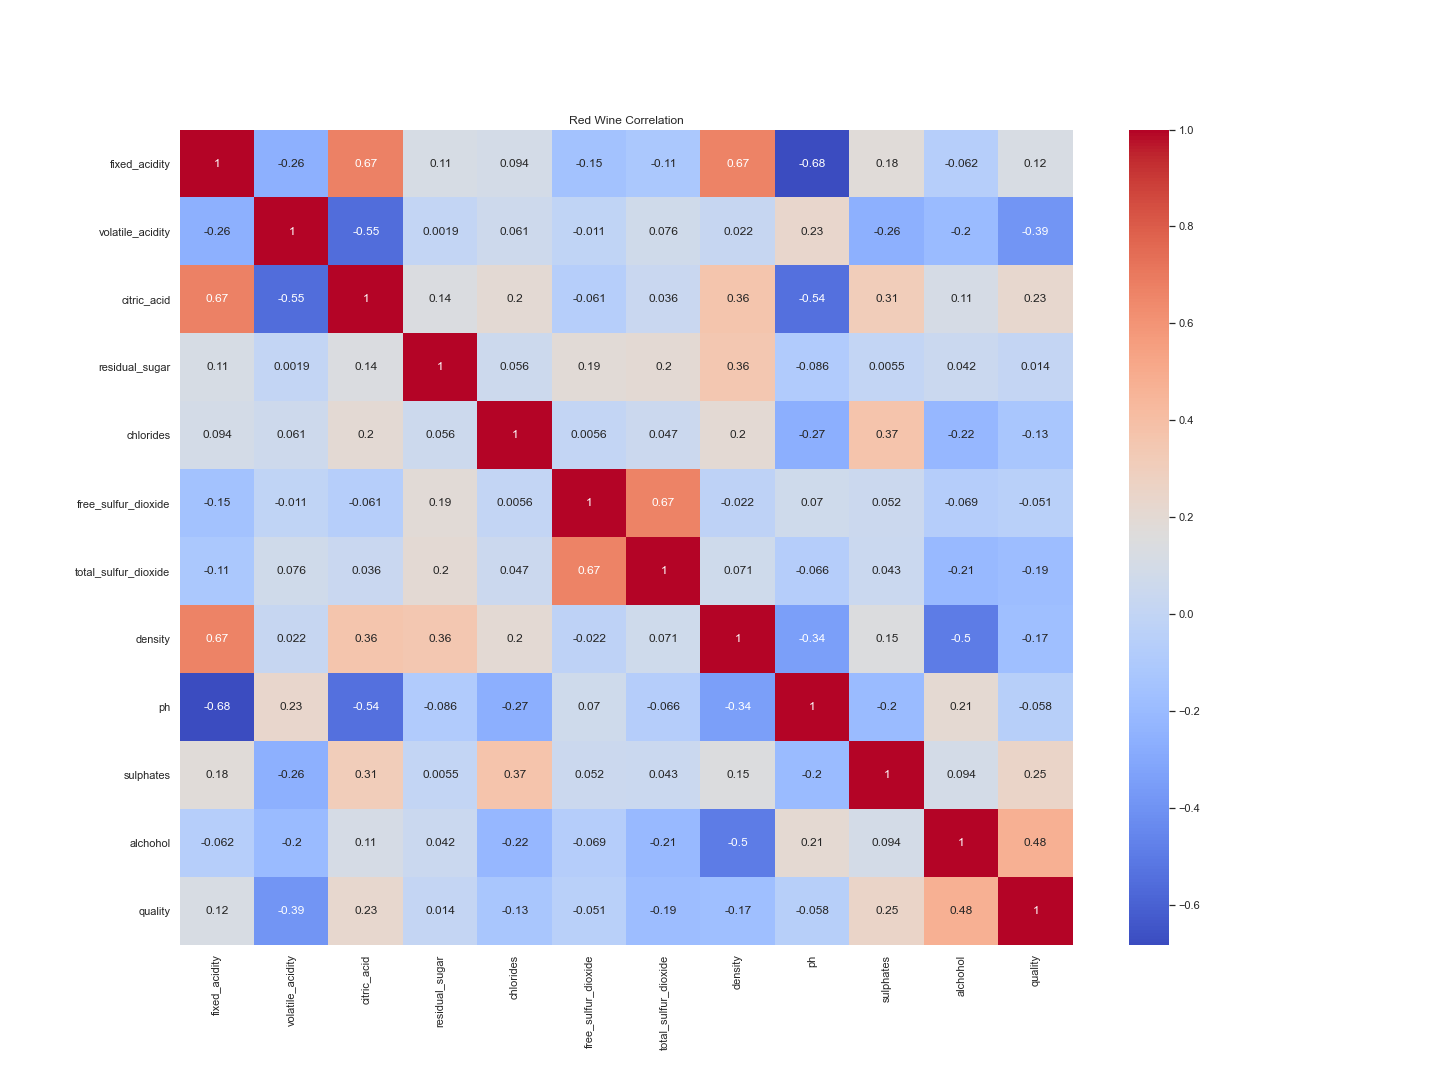 Red Wine Correlation
fixed_acidity 1 -0.26 0.67 0.11 0.094 -0.15 -0.11 0.67 -0.68 0.18 -0.062 0.12
volatile_acidity -0.26 1 -0.55 0.0019 0.061 -0.011 0.076 0.022 0.23 -0.26 -0.2 -0.39
citric_acid 0.67 -0.55 1 0.14 0.2 -0.061 0.036 0.36 -0.54 0.31 0.11 0.23
residual_sugar 0.11 0.0019 0.14 1 0.056 0.19 0.2 0.36 -0.086 0.0055 0.042 0.014
chlorides 0.094 0.061 0.2 0.056 1 0.0056 0.047 0.2 -0.27 0.37 -0.22 -0.13
free_sulfur_dioxide -0.15 -0.011 -0.061 0.19 0.0056 1 0.67 -0.022 0.07 0.052 -0.069 -0.051
total_sulfur_dioxide -0.11 0.076 0.036 0.2 0.047 0.67 1 0.071 -0.066 0.043 -0.21 -0.19
density 0.67 0.022 0.36 0.36 0.2 -0.022 0.071 1 -0.34 0.15 -0.5 -0.17
ph -0.68 0.23 -0.54 -0.086 -0.27 0.07 -0.066 -0.34 1 -0.2 0.21 -0.058
sulphates 0.18 -0.26 0.31 0.0055 0.37 0.052 0.043 0.15 -0.2 1 0.094 0.25
alchohol -0.062 -0.2 0.11 0.042 -0.22 -0.069 -0.21 -0.5 0.21 0.094 1 0.48
quality 0.12 -0.39 0.23 0.014 -0.13 -0.051 -0.19 -0.17 -0.058 0.25 0.48 1
fixed_acidity
volatile_acidity
citric_acid
residual_sugar
chlorides
free_sulfur_dioxide
total_sulfur_dioxide
density
ph
sulphates
alchohol
quality
1.0
0.8
0.6
0.4
0.2
0.0
−0.2
−0.4
−0.6